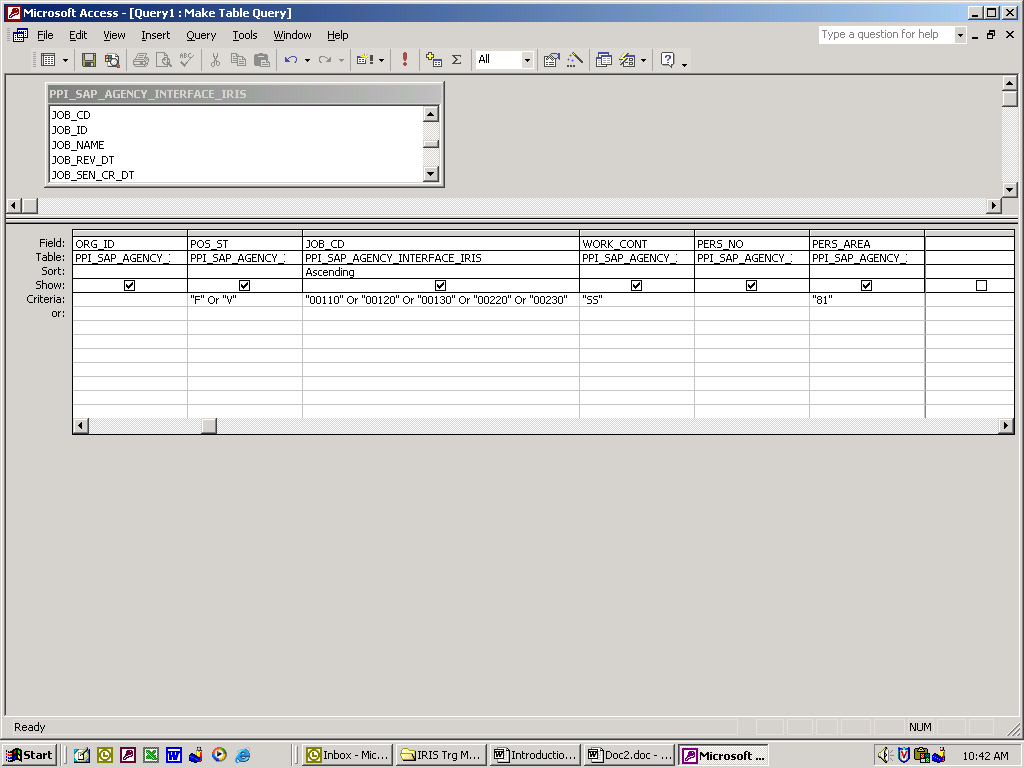 Microsoft Access - [Query1 : Make Table Query]
File Edit View Insert Query Tools Window Help Type a question for help
ABC All
PPI_SAP_AGENCY_INTERFACE_IRIS
JOB_CD
JOB_ID
JOB_NAME
JOB_REV_DT
JOB_SEN_CR_DT
Field: ORG_ID POS_ST JOB_CD WORK_CONT PERS_NO PERS_AREA
Table: PPI_SAP_AGENCY_ PPI_SAP_AGENCY_ PPI_SAP_AGENCY_INTERFACE_IRIS PPI_SAP_AGENCY_ PPI_SAP_AGENCY_ PPI_SAP_AGENCY_
Sort: Ascending
Show:
Criteria: "F" Or "V" "00110" Or "00120" Or "00130" Or "00220" Or "00230" "SS" "81"
or:
Ready NUM
Start Inbox - Mic... IRIS Trg M... Introductio... Doc2.doc - ... Microsoft ... 10:42 AM